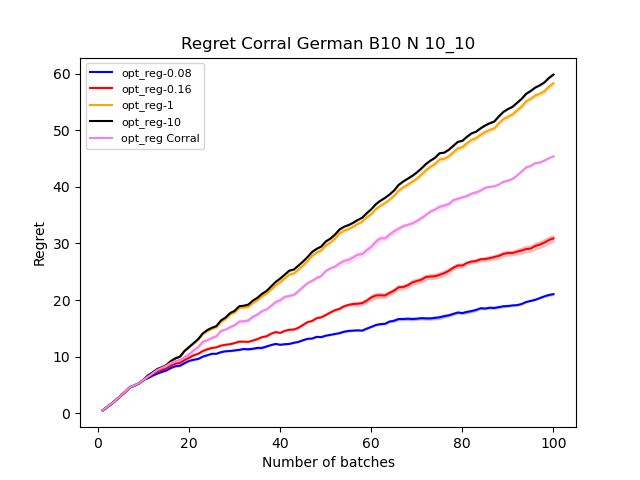 Regret Corral German B10 N 10_10
opt_reg-0.08
opt_reg-0.16
opt_reg-1
opt_reg-10
opt_reg Corral
60
50
40
30
20
10
0
Regret
0 20 40 60 80 100
Number of batches